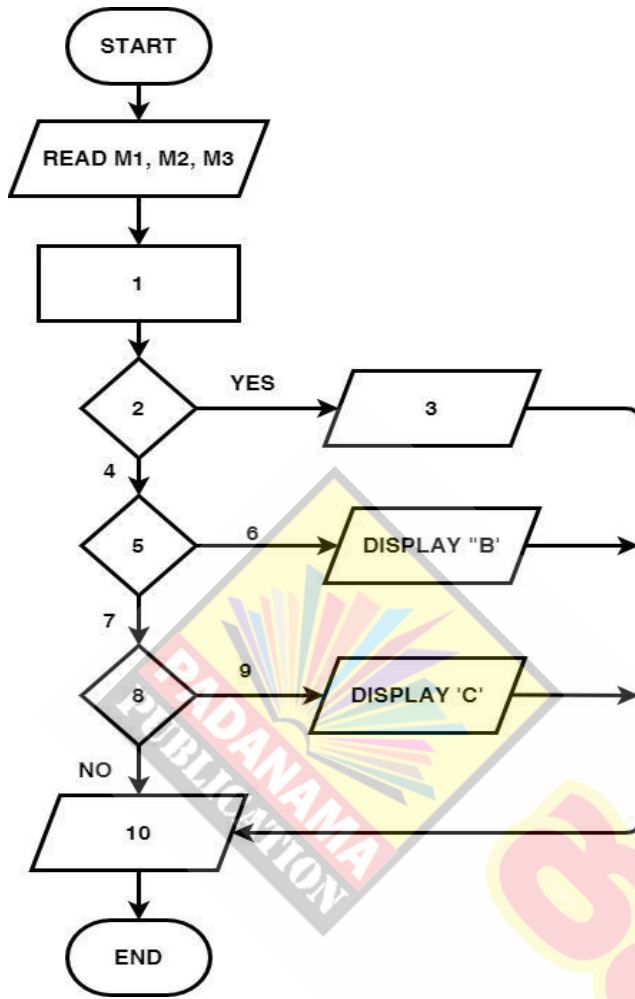 START
READ M1, M2, M3
1
2
YES
3
4
5
6
DISPLAY "B'
7
8
9
DISPLAY 'C'
NO
10
END
PADANAMA
PUBLICATION